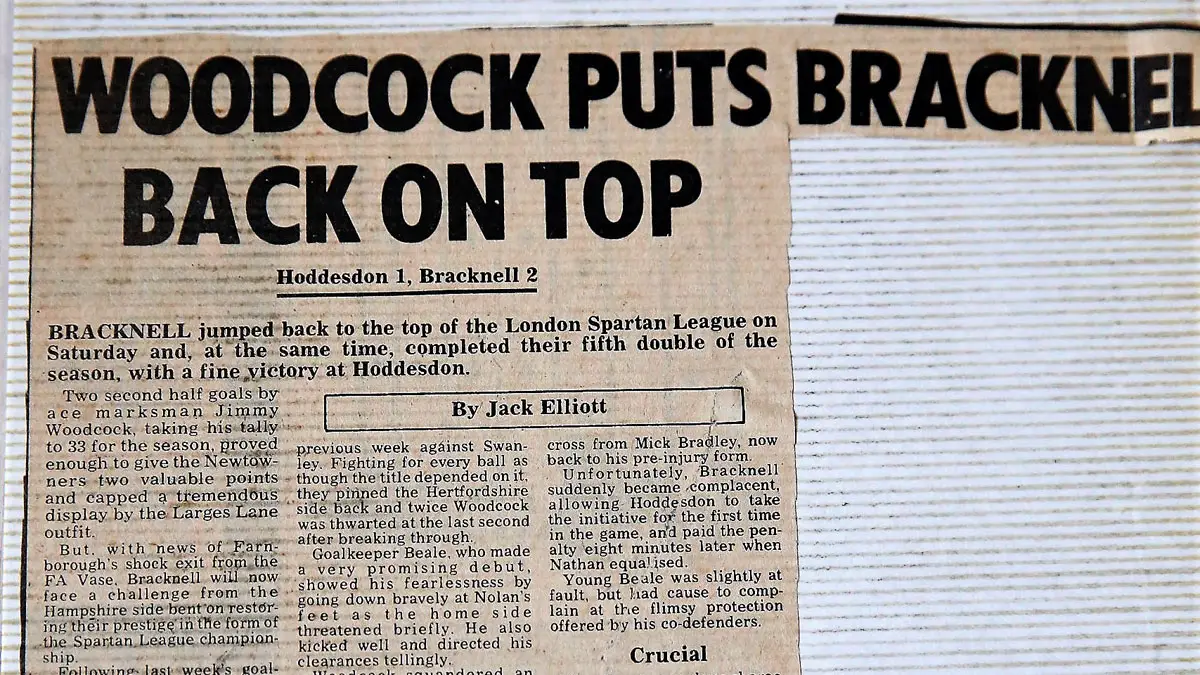 WOODCOCK PUTS BRACKNEL
BACK ON TOP
Hoddesdon 1, Bracknell 2
BRACKNELL jumped back to the top of the London Spartan League on
Saturday and, at the same time, completed their fifth double of the
season, with a fine victory at Hoddesdon.
By Jack Elliott
Two second half goals by
ace marksman Jimmy
Woodcock, taking his tally
to 33 for the season, proved
enough to give the Newtow-
ners two valuable points
and capped a tremendous
display by the Larges Lane
outfit.
But, with news of Farn-
borough's shock exit from the
FA Vase, Bracknell will now
face a challenge from the
Hampshire side bent on restor-
ing their prestige in the form of
the Spartan League champion-
ship.
Following last week's goal-
previous week against Swan-
ley. Fighting for every ball as
though the title depended on it,
they pinned the Hertfordshire
side back and twice Woodcock
was thwarted at the last second
after breaking through.
Goalkeeper Beale, who made
a very promising debut,
showed his fearlessness by
going down bravely at Nolan's
feet as the home side
threatened briefly. He also
kicked well and directed his
clearances tellingly.
Woodcock squandered an
cross from Mick Bradley, now
back to his pre-injury form.
Unfortunately, Bracknell
suddenly became complacent,
allowing Hoddesdon to take
the initiative for the first time
in the game, and paid the pen-
alty eight minutes later when
Nathan equalised.
Young Beale was slightly at
fault, but had cause to comp-
lain at the flimsy protection
offered by his co-defenders.
Crucial